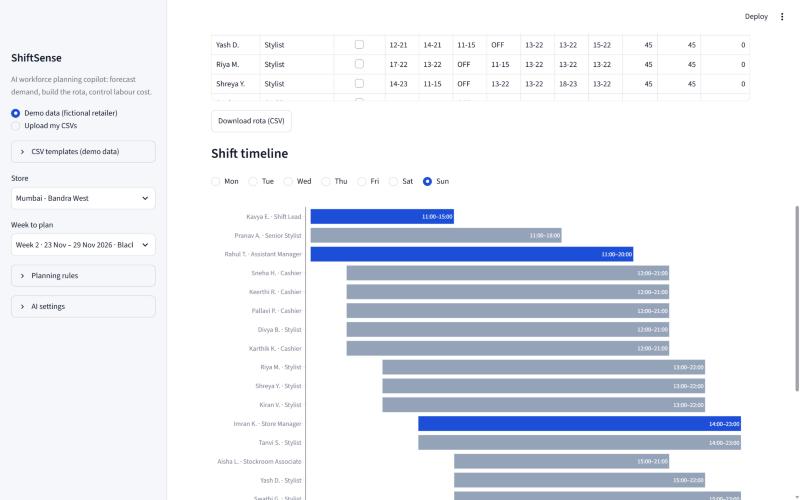 Deploy
ShiftSense
AI workforce planning copilot: forecast
demand, build the rota, control labour cost.
Demo data (fictional retailer)
Upload my CSVs
CSV templates (demo data)
Store
Mumbai - Bandra West
Week to plan
Week 2 · 23 Nov – 29 Nov 2026 · Blacl
Planning rules
AI settings
Yash D. Stylist 12-21 14-21 11-15 OFF 13-22 13-22 15-22 45 45 0
Riya M. Stylist 17-22 13-22 OFF 11-15 13-22 13-22 13-22 45 45 0
Shreya Y. Stylist 14-23 11-15 OFF 13-22 13-22 18-23 13-22 45 45 0
Download rota (CSV)
Shift timeline
Mon Tue Wed Thu Fri Sat Sun
Kavya E. · Shift Lead 11:00–15:00
Pranav A. · Senior Stylist 11:00–18:00
Rahul T. · Assistant Manager 11:00–20:00
Sneha H. · Cashier 12:00–21:00
Keerthi R. · Cashier 12:00–21:00
Pallavi P. · Cashier 12:00–21:00
Divya B. · Stylist 12:00–21:00
Karthik K. · Cashier 12:00–21:00
Riya M. · Stylist 13:00–22:00
Shreya Y. · Stylist 13:00–22:00
Kiran V. · Stylist 13:00–22:00
Imran K. · Store Manager 14:00–23:00
Tanvi S. · Stylist 14:00–23:00
Aisha L. · Stockroom Associate 15:00–21:00
Yash D. · Stylist 15:00–22:00
Swathi G. · Stylist